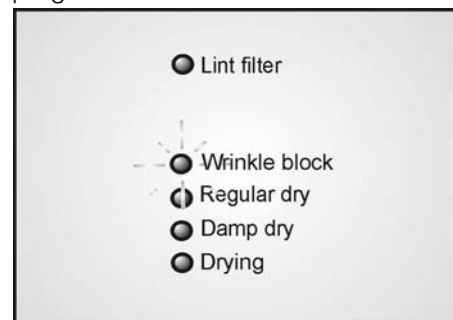 Lint filter
Wrinkle block
Regular dry
Damp dry
Drying